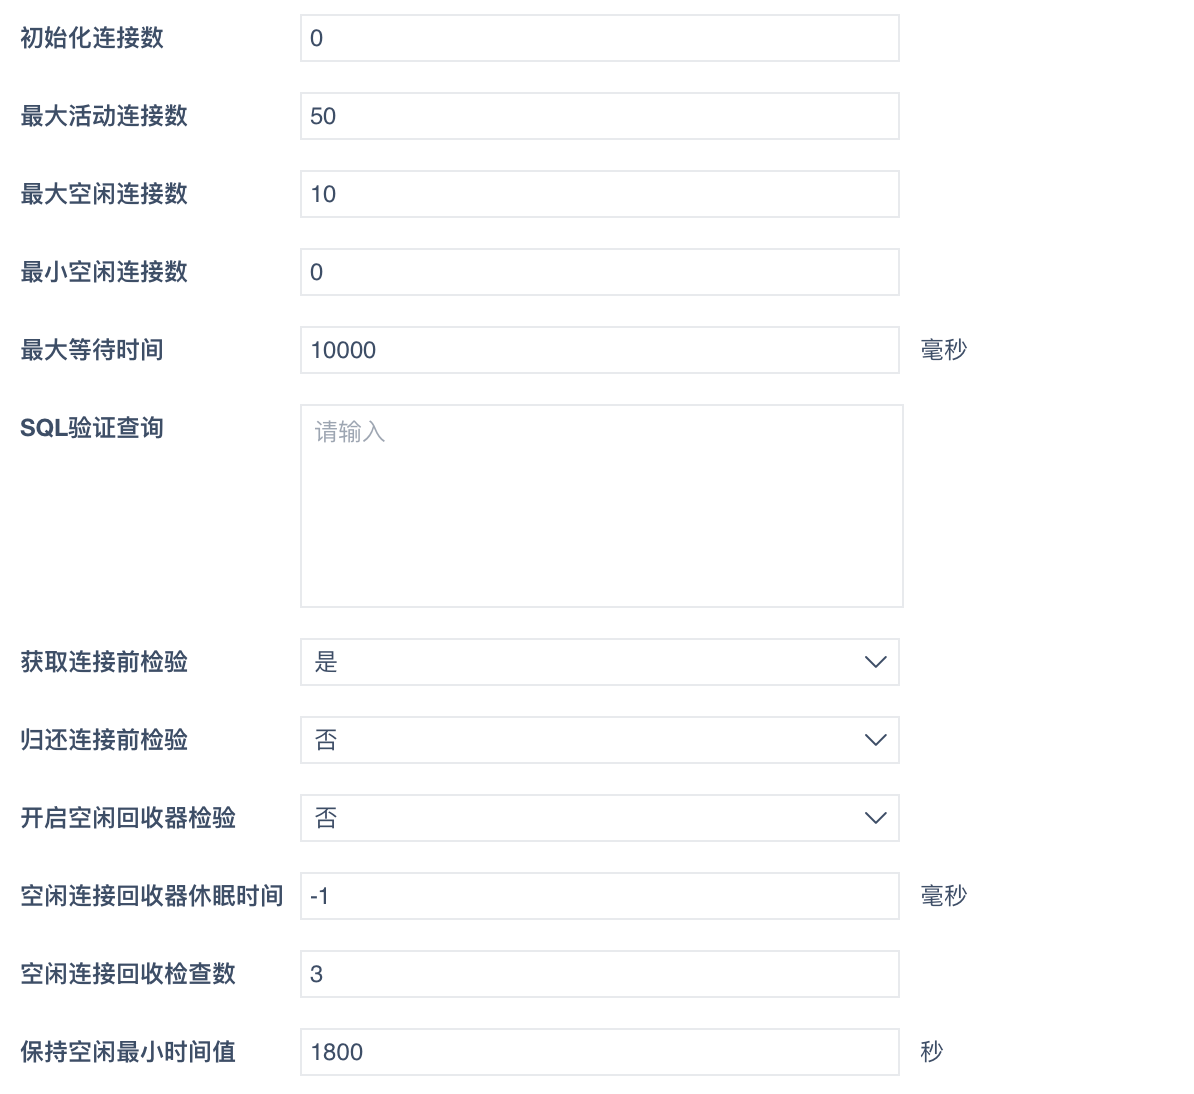 初始化连接数 0
最大活动连接数 50
最大空闲连接数 10
最小空闲连接数 0
最大等待时间 10000 毫秒
SQL验证查询 请输入
获取连接前检验 是
归还连接前检验 否
开启空闲回收器检验 否
空闲连接回收器休眠时间 -1 毫秒
空闲连接回收检查数 3
保持空闲最小时间值 1800 秒